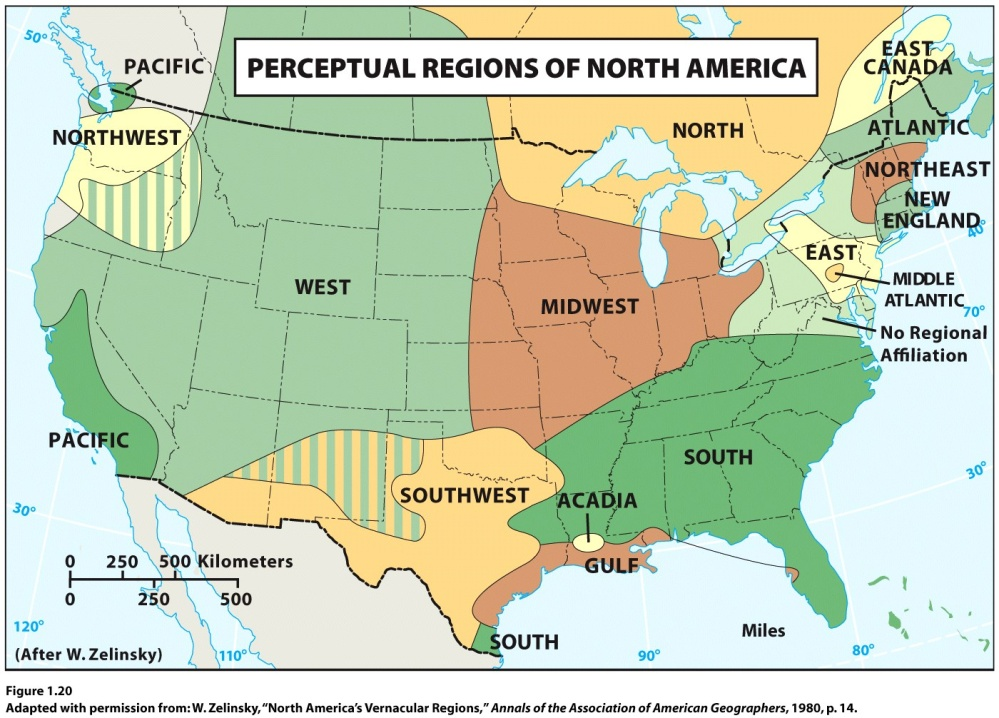 PERCEPTUAL REGIONS OF NORTH AMERICA
50°
PACIFIC
EAST
CANADA
NORTHWEST
NORTH
ATLANTIC
NORTHEAST
NEW
ENGLAND
40°
EAST
WEST
MIDDLE
ATLANTIC
MIDWEST
70°
No Regional
Affiliation
PACIFIC
SOUTH
30°
SOUTHWEST
ACADIA
30°
0 250 500 Kilometers
GULF
0 250 500
120°
SOUTH
Miles
(After W. Zelinsky)
110°
90°
80°
Figure 1.20
Adapted with permission from: W. Zelinsky, "North America's Vernacular Regions," Annals of the Association of American Geographers, 1980, p. 14.